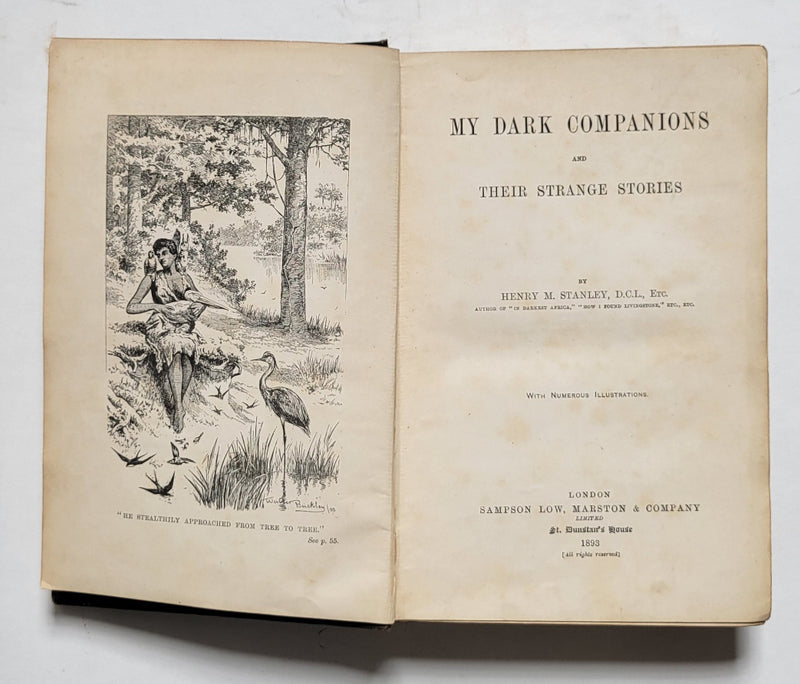 "HE STEALTHILY APPROACHED FROM TREE TO TREE."
See p. 55.
Walter Buckley /93
MY DARK COMPANIONS
AND
THEIR STRANGE STORIES
BY
HENRY M. STANLEY, D.C.L., ETC.
AUTHOR OF "IN DARKEST AFRICA," "HOW I FOUND LIVINGSTONE," ETC., ETC.
WITH NUMEROUS ILLUSTRATIONS.
LONDON
SAMPSON LOW, MARSTON & COMPANY
LIMITED
St. Dunstan's House
1893
[All rights reserved]